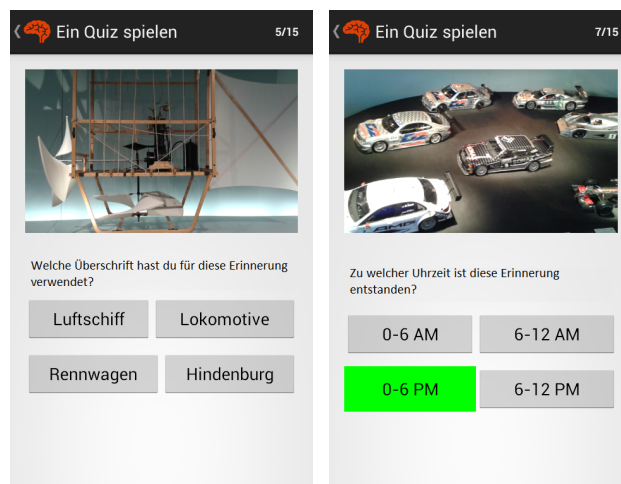 Ein Quiz spielen 5/15
Welche Überschrift hast du für diese Erinnerung
verwendet?
Luftschiff Lokomotive
Rennwagen Hindenburg
Ein Quiz spielen 7/15
Zu welcher Uhrzeit ist diese Erinnerung
entstanden?
0-6 AM 6-12 AM
0-6 PM 6-12 PM